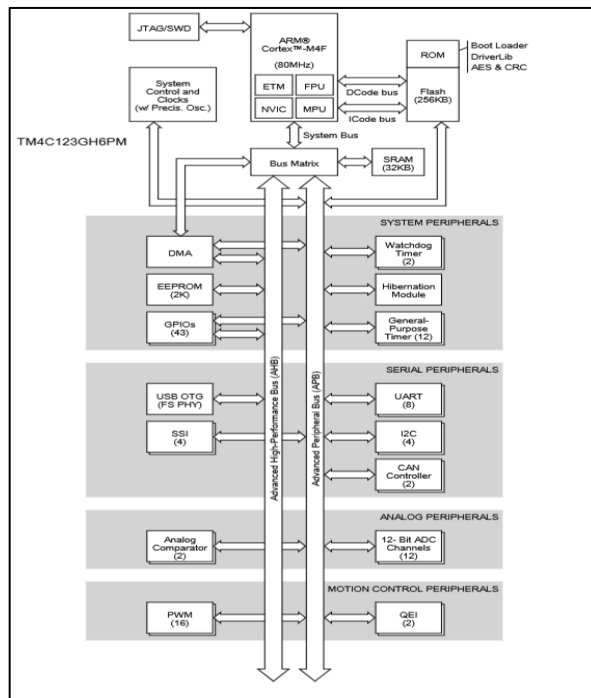 JTAG/SWD
ARM®
Cortex™-M4F
(80MHz)
ETM FPU
NVIC MPU
ROM
Flash
(256KB)
Boot Loader
DriverLib
AES & CRC
DCode bus
ICode bus
System
Control and
Clocks
(w/ Precis. Osc.)
TM4C123GH6PM
System Bus
Bus Matrix
SRAM
(32KB)
SYSTEM PERIPHERALS
DMA
Watchdog
Timer
(2)
EEPROM
(2K)
Hibernation
Module
GPIOs
(43)
General-
Purpose
Timer (12)
Advanced High-Performance Bus (AHB)
Advanced Peripheral Bus (APB)
SERIAL PERIPHERALS
USB OTG
(FS PHY)
UART
(8)
SSI
(4)
I2C
(4)
CAN
Controller
(2)
ANALOG PERIPHERALS
Analog
Comparator
(2)
12- Bit ADC
Channels
(12)
MOTION CONTROL PERIPHERALS
PWM
(16)
QEI
(2)